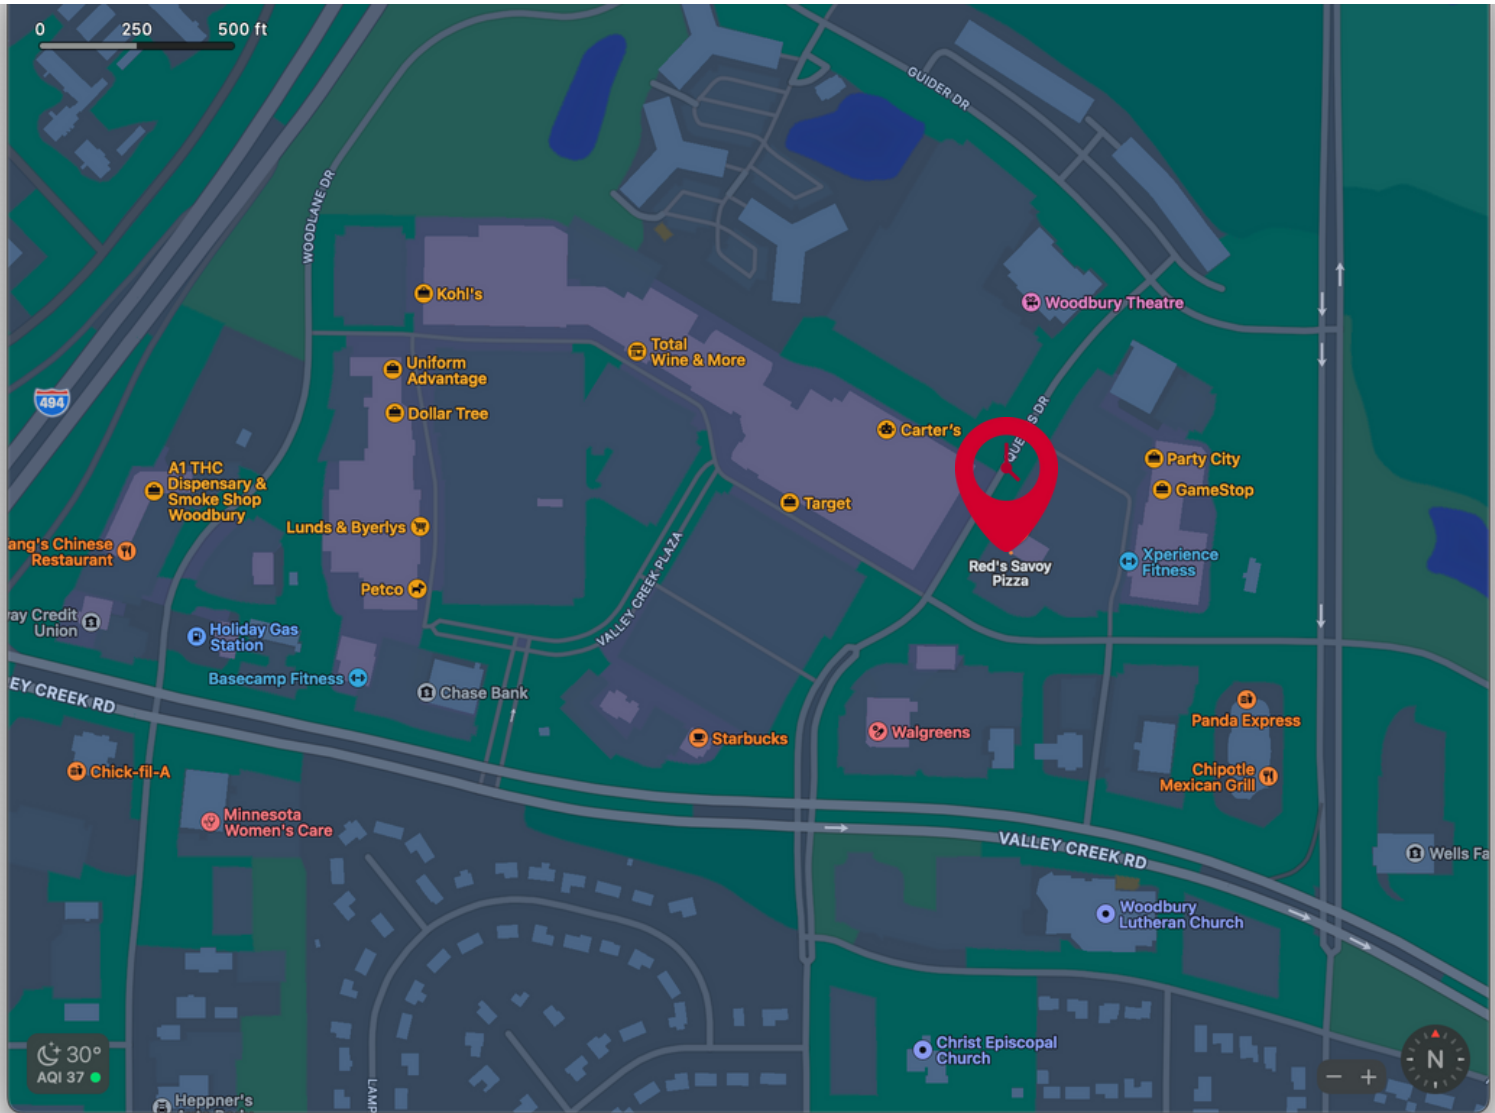 0 250 500 ft
GUIDER DR
WOODLANE DR
Kohl's
Woodbury Theatre
Total
Wine & More
Uniform
Advantage
494
Dollar Tree
Carter's
A1 THC
Dispensary &
Smoke Shop
Woodbury
Party City
GameStop
Target
Lunds & Byerlys
ang's Chinese
Restaurant
Xperience
Fitness
Red's Savoy
Pizza
Petco
VALLEY CREEK PLAZA
ay Credit
Union
Holiday Gas
Station
Basecamp Fitness
Chase Bank
EY CREEK RD
Panda Express
Walgreens
Starbucks
Chick-fil-A
Chipotle
Mexican Grill
Minnesota
Women's Care
VALLEY CREEK RD
Wells Fa
Woodbury
Lutheran Church
Christ Episcopal
Church
30°
AQI 37
N
Heppner's
LAMP